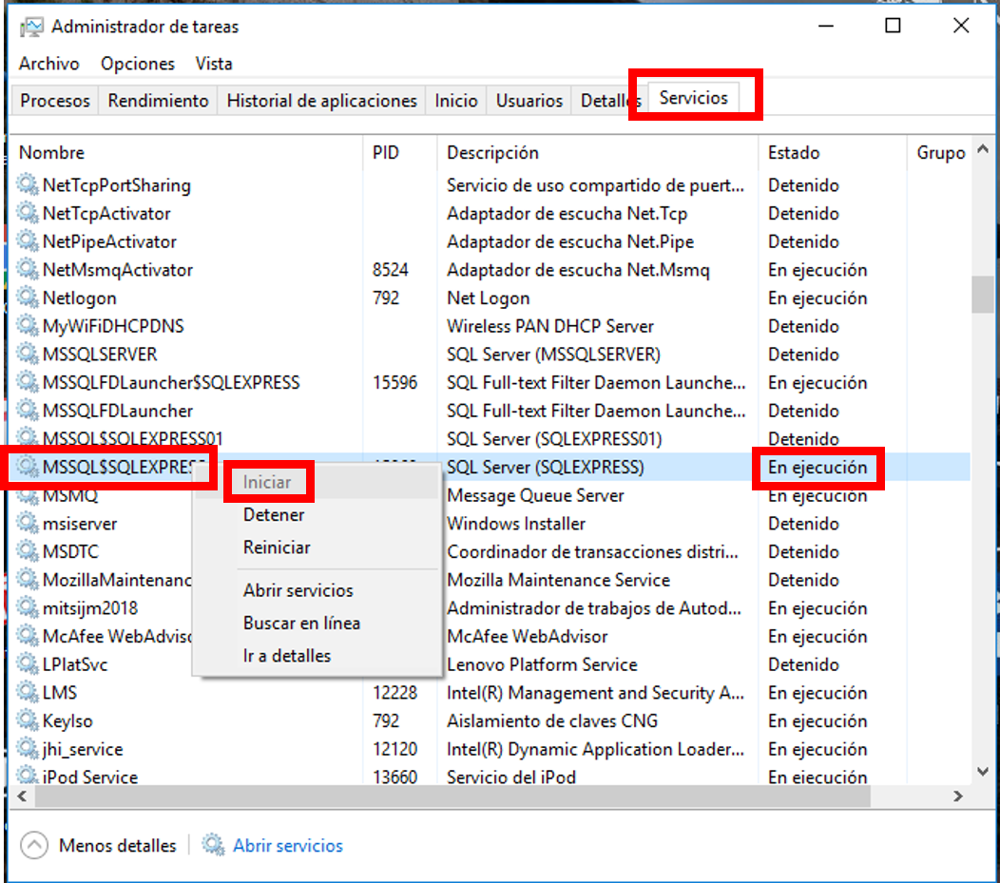 Administrador de tareas
Archivo Opciones Vista
Procesos Rendimiento Historial de aplicaciones Inicio Usuarios Detalles Servicios
Nombre PID Descripción Estado Grupo
NetTcpPortSharing Servicio de uso compartido de puert... Detenido
NetTcpActivator Adaptador de escucha Net.Tcp Detenido
NetPipeActivator Adaptador de escucha Net.Pipe Detenido
NetMsmqActivator 8524 Adaptador de escucha Net.Msmq En ejecución
Netlogon 792 Net Logon En ejecución
MyWiFiDHCPDNS Wireless PAN DHCP Server Detenido
MSSQLSERVER SQL Server (MSSQLSERVER) Detenido
MSSQLFDLauncher$SQLEXPRESS 15596 SQL Full-text Filter Daemon Launche... En ejecución
MSSQLFDLauncher SQL Full-text Filter Daemon Launche... Detenido
MSSQL$SQLEXPRESS01 SQL Server (SQLEXPRESS01) Detenido
MSSQL$SQLEXPRESS SQL Server (SQLEXPRESS) En ejecución
Iniciar
Detener
Reiniciar
Abrir servicios
Buscar en línea
Ir a detalles
MSMQ Message Queue Server En ejecución
msiserver Windows Installer Detenido
MSDTC Coordinador de transacciones distri... Detenido
MozillaMaintenanc Mozilla Maintenance Service Detenido
mitsijm2018 Administrador de trabajos de Autod... En ejecución
McAfee WebAdviso McAfee WebAdvisor En ejecución
LPlatSvc Lenovo Platform Service Detenido
LMS 12228 Intel(R) Management and Security A... En ejecución
KeyIso 792 Aislamiento de claves CNG En ejecución
jhi_service 12120 Intel(R) Dynamic Application Loader... En ejecución
iPod Service 13660 Servicio del iPod En ejecución
Menos detalles Abrir servicios